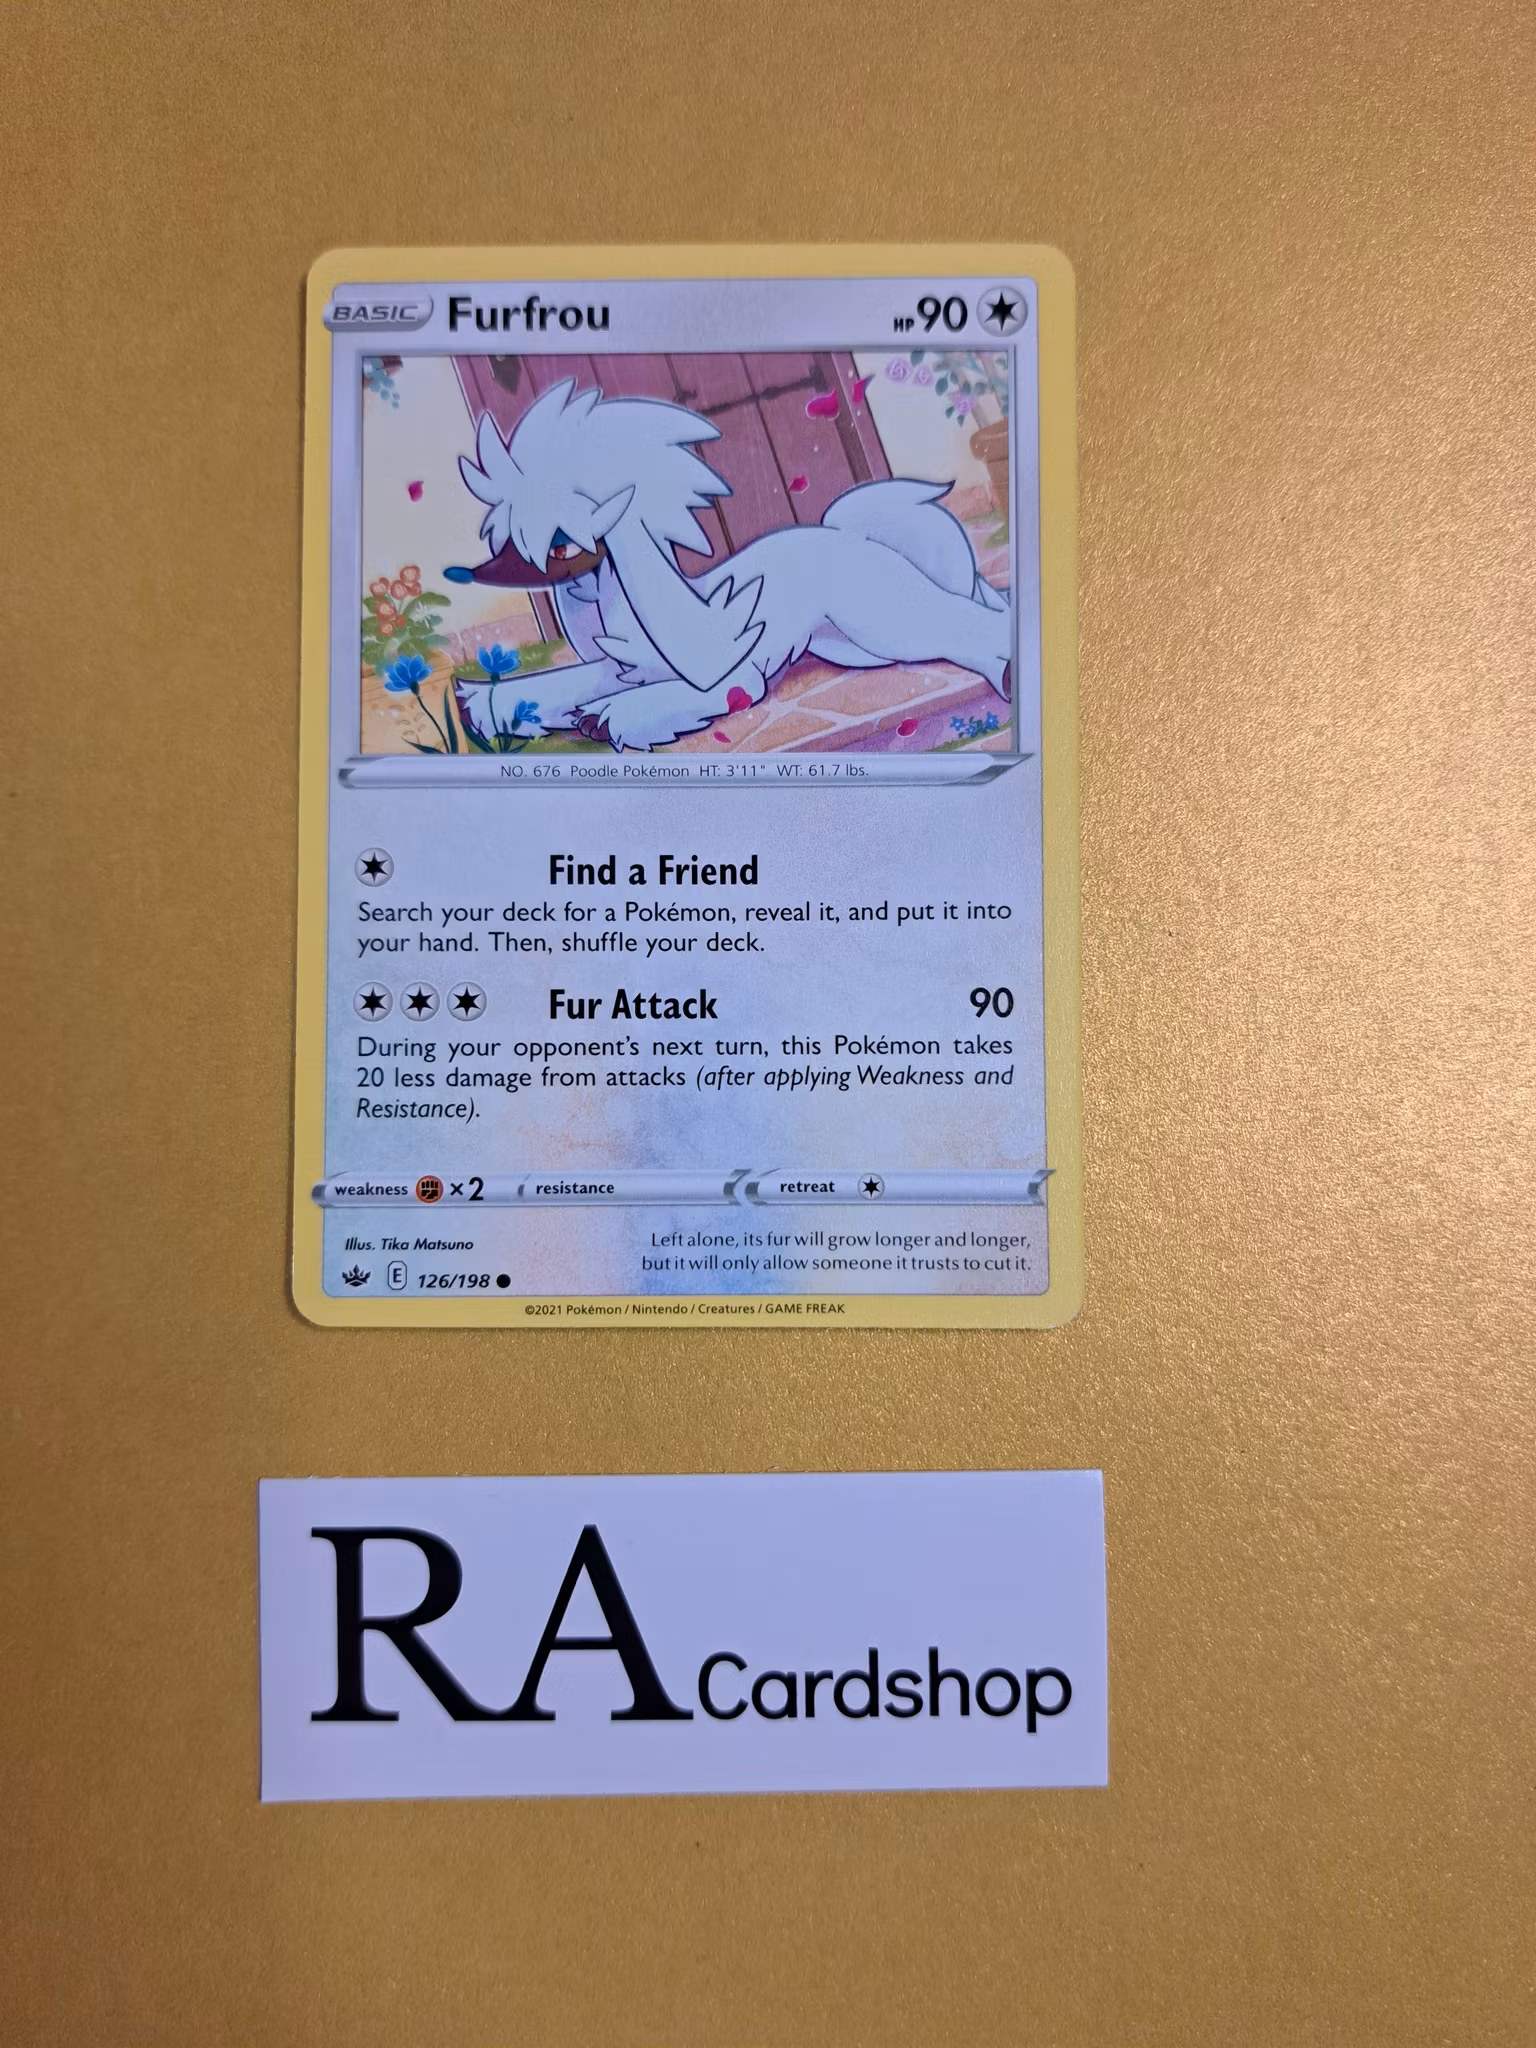 BASIC Furfrou HP 90
NO. 676 Poodle Pokémon HT: 3'11" WT: 61.7 lbs.
Find a Friend
Search your deck for a Pokémon, reveal it, and put it into
your hand. Then, shuffle your deck.
Fur Attack 90
During your opponent's next turn, this Pokémon takes
20 less damage from attacks (after applying Weakness and
Resistance).
weakness ×2 resistance retreat
Illus. Tika Matsuno
Left alone, its fur will grow longer and longer,
but it will only allow someone it trusts to cut it.
E 126/198
©2021 Pokémon / Nintendo / Creatures / GAME FREAK
RA Cardshop